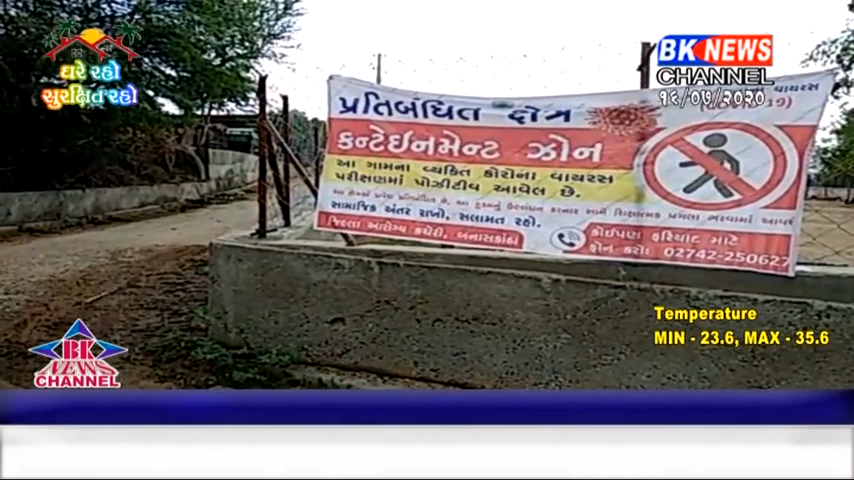 ઘરે રહો
સુરક્ષિત રહો
BK NEWS
CHANNEL
૧૯/૦૭/૨૦૨૦
પ્રતિબંધિત ક્ષેત્ર
વાયરસ
19)
કન્ટેઈનમેન્ટ ઝોન
આ ગામના વ્યક્તિ કોરોના વાયરસ
પરીક્ષણમાં પોઝીટીવ આવેલ છે.
સામાજિક અંતર રાખો, સલામત રહો.
જિલ્લા આરોગ્ય કચેરી, બનાસકાંઠા
કોઈપણ ફરિયાદ માટે
ફોન કરો: 02742-250627
Temperature
MIN - 23.6, MAX - 35.6
BK
NEWS
CHANNEL